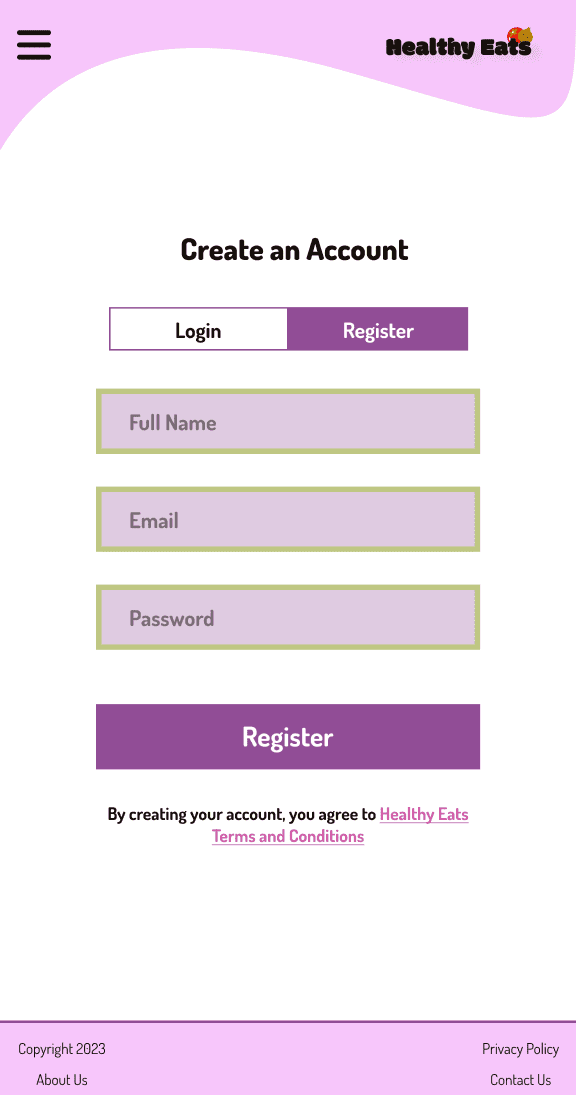 Healthy Eats
Create an Account
Login
Register
Full Name
Email
Password
Register
By creating your account, you agree to Healthy Eats
Terms and Conditions
Copyright 2023
Privacy Policy
About Us
Contact Us